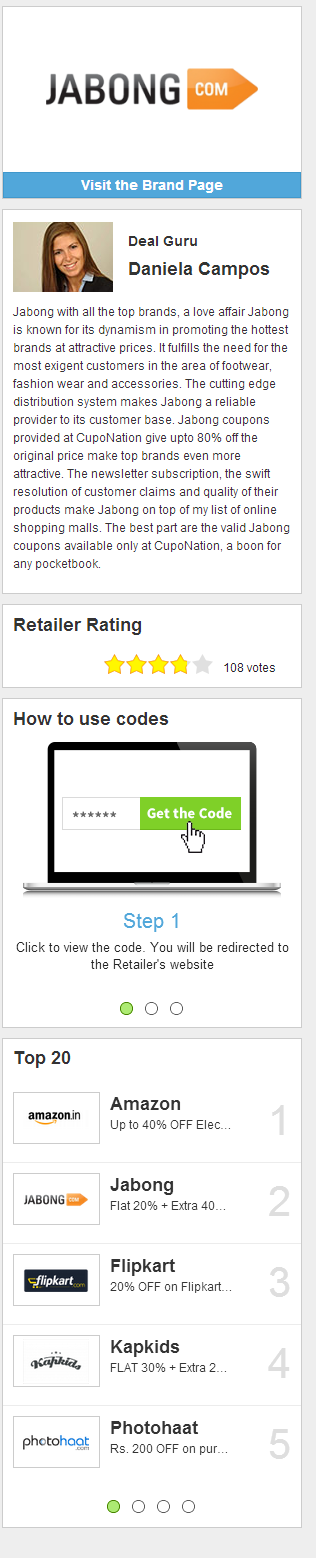 JABONG COM
Visit the Brand Page
Deal Guru
Daniela Campos
Jabong with all the top brands, a love affair Jabong
is known for its dynamism in promoting the hottest
brands at attractive prices. It fulfills the need for the
most exigent customers in the area of footwear,
fashion wear and accessories. The cutting edge
distribution system makes Jabong a reliable
provider to its customer base. Jabong coupons
provided at CupoNation give upto 80% off the
original price make top brands even more
attractive. The newsletter subscription, the swift
resolution of customer claims and quality of their
products make Jabong on top of my list of online
shopping malls. The best part are the valid Jabong
coupons available only at CupoNation, a boon for
any pocketbook.
Retailer Rating
108 votes
How to use codes
****** Get the Code
Step 1
Click to view the code. You will be redirected to
the Retailer's website
Top 20
amazon.in
Amazon
Up to 40% OFF Elec...
1
JABONG COM
Jabong
Flat 20% + Extra 40...
2
flipkart.com
Flipkart
20% OFF on Flipkart...
3
Kapkids
Kapkids
FLAT 30% + Extra 2...
4
photohaat.com
Photohaat
Rs. 200 OFF on pur...
5